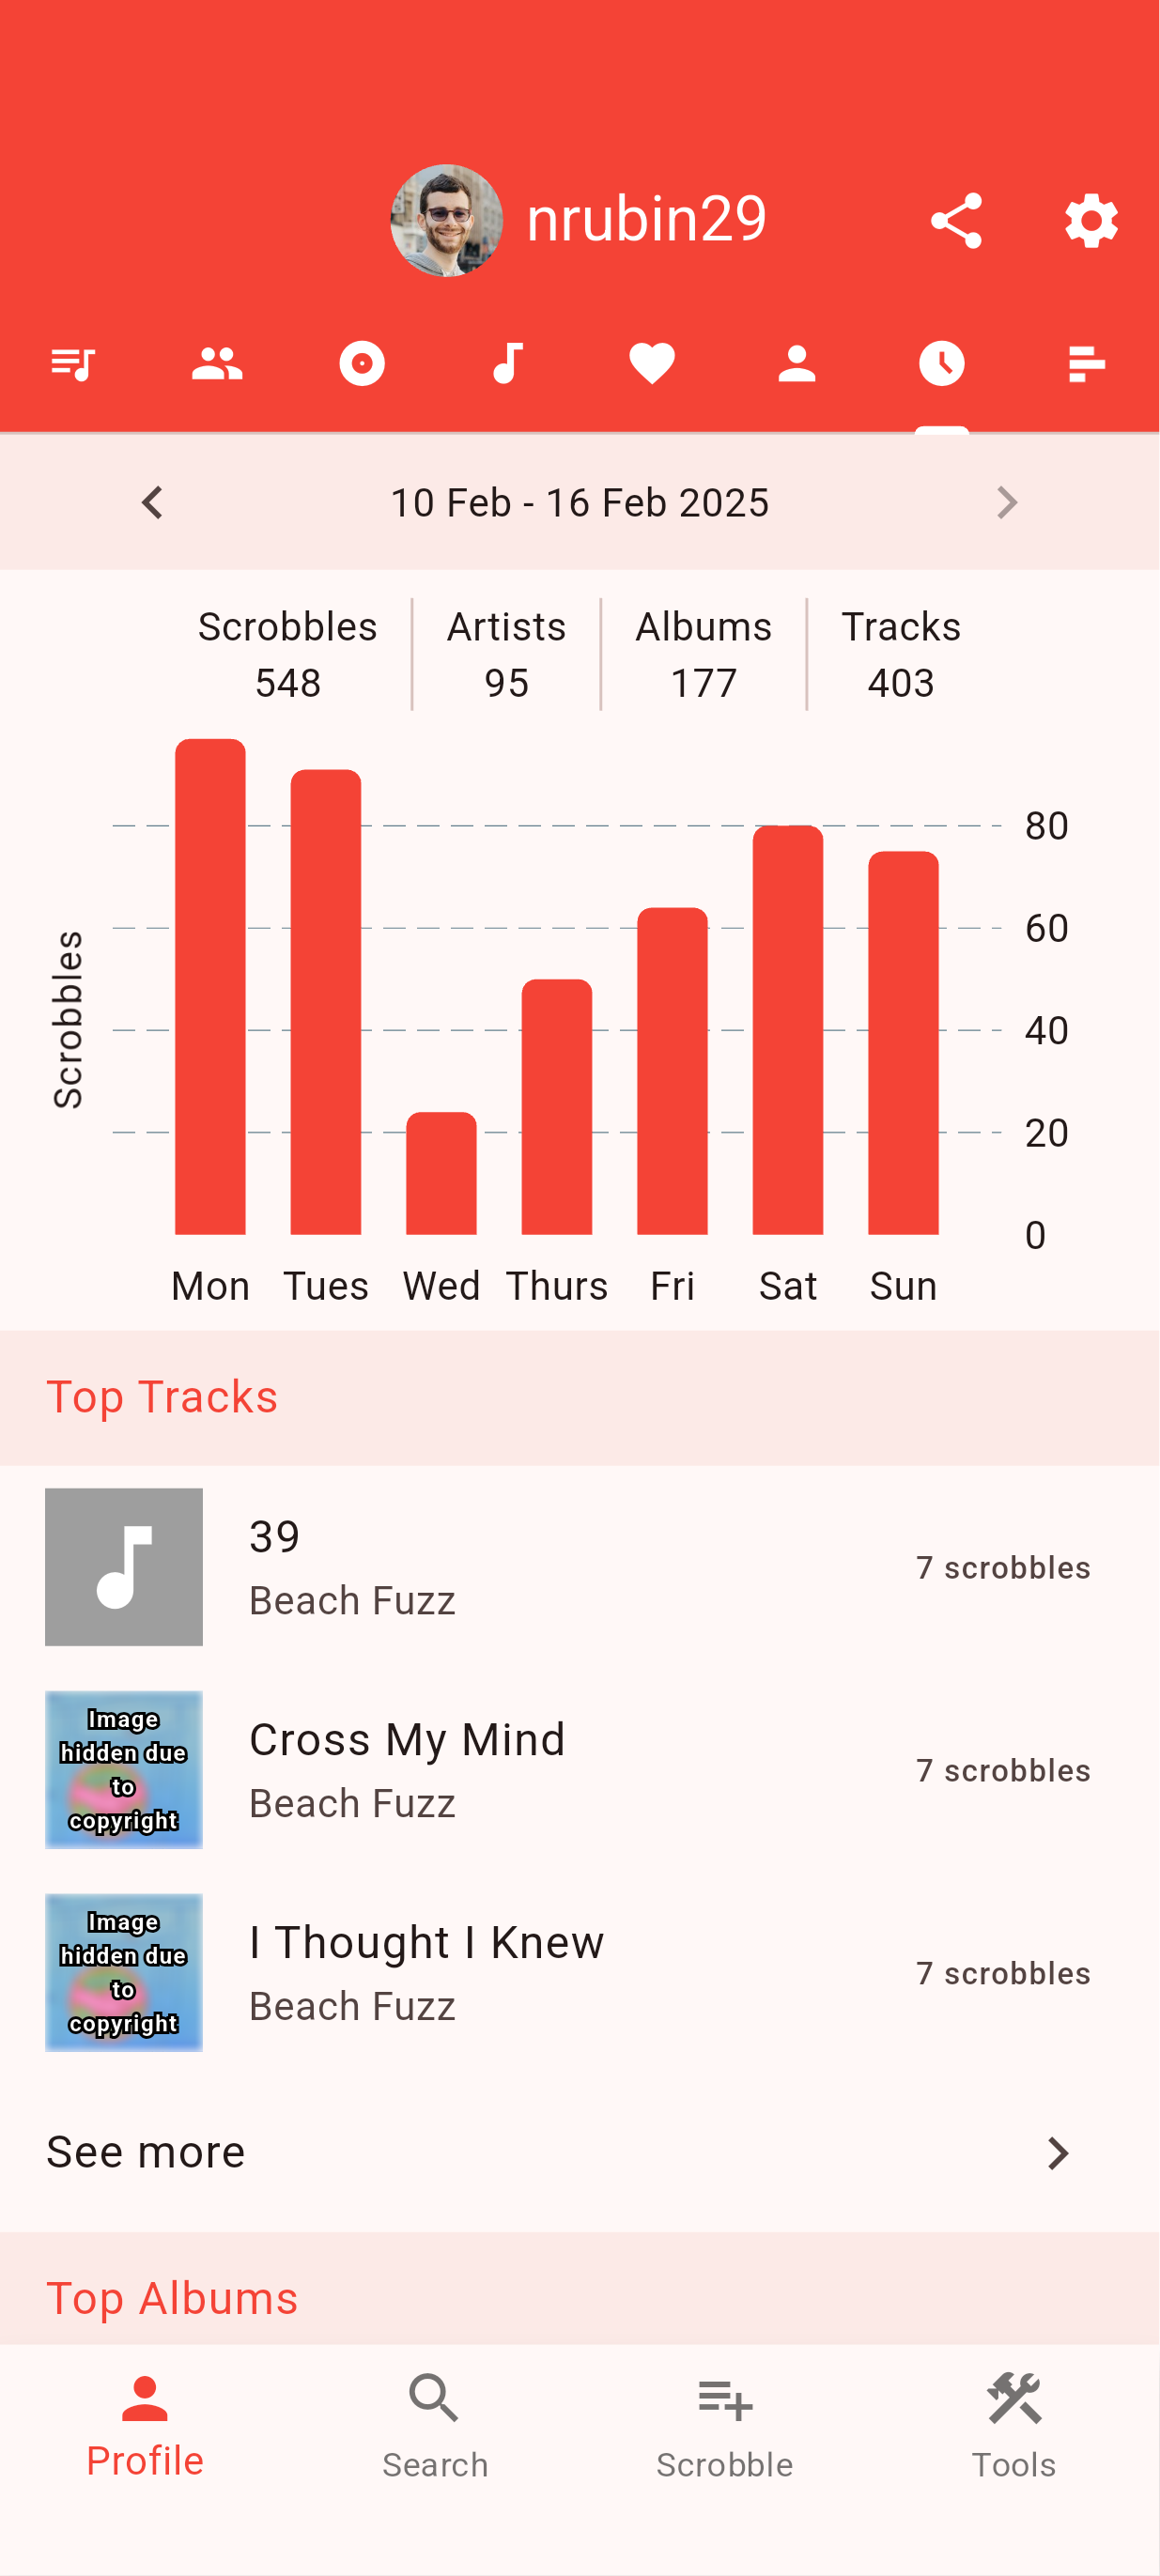 nrubin29
10 Feb - 16 Feb 2025
Scrobbles Artists Albums Tracks
548 95 177 403
80
60
40
20
0
Scrobbles
Mon Tues Wed Thurs Fri Sat Sun
Top Tracks
39
Beach Fuzz
7 scrobbles
Image
hidden due
to
copyright
Cross My Mind
Beach Fuzz
7 scrobbles
Image
hidden due
to
copyright
I Thought I Knew
Beach Fuzz
7 scrobbles
See more
Top Albums
Profile Search Scrobble Tools